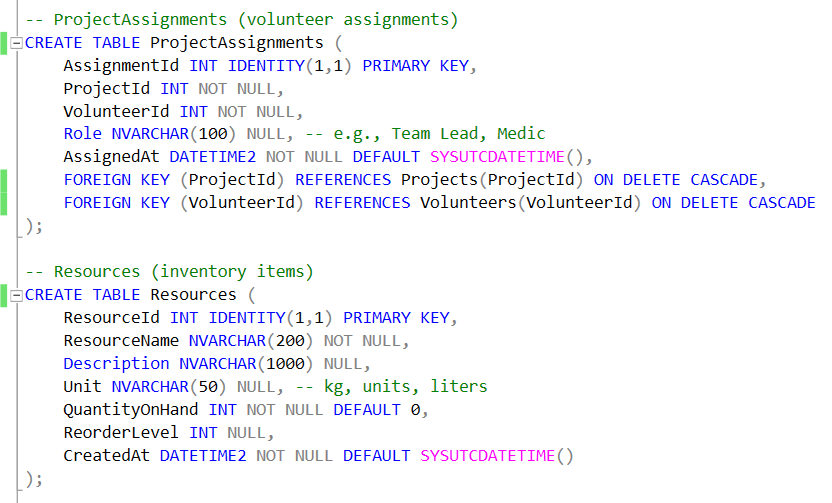 -- ProjectAssignments (volunteer assignments)
CREATE TABLE ProjectAssignments (
    AssignmentId INT IDENTITY(1,1) PRIMARY KEY,
    ProjectId INT NOT NULL,
    VolunteerId INT NOT NULL,
    Role NVARCHAR(100) NULL, -- e.g., Team Lead, Medic
    AssignedAt DATETIME2 NOT NULL DEFAULT SYSUTCDATETIME(),
    FOREIGN KEY (ProjectId) REFERENCES Projects(ProjectId) ON DELETE CASCADE,
    FOREIGN KEY (VolunteerId) REFERENCES Volunteers(VolunteerId) ON DELETE CASCADE
);

-- Resources (inventory items)
CREATE TABLE Resources (
    ResourceId INT IDENTITY(1,1) PRIMARY KEY,
    ResourceName NVARCHAR(200) NOT NULL,
    Description NVARCHAR(1000) NULL,
    Unit NVARCHAR(50) NULL, -- kg, units, liters
    QuantityOnHand INT NOT NULL DEFAULT 0,
    ReorderLevel INT NULL,
    CreatedAt DATETIME2 NOT NULL DEFAULT SYSUTCDATETIME()
);